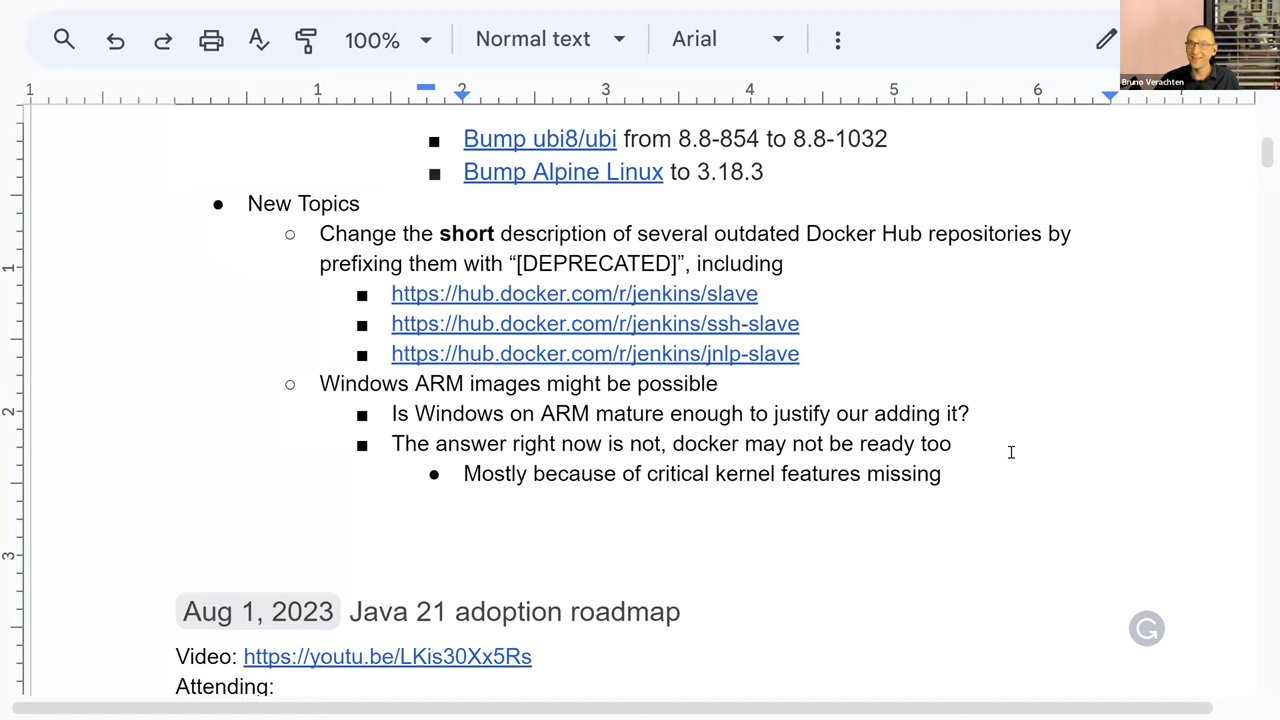 100% Normal text Arial
Bruno Verachten
1 1 2 3 4 5 6 7
Bump ubi8/ubi from 8.8-854 to 8.8-1032
Bump Alpine Linux to 3.18.3
New Topics
Change the short description of several outdated Docker Hub repositories by
prefixing them with “[DEPRECATED]”, including
https://hub.docker.com/r/jenkins/slave
https://hub.docker.com/r/jenkins/ssh-slave
https://hub.docker.com/r/jenkins/jnlp-slave
Windows ARM images might be possible
Is Windows on ARM mature enough to justify our adding it?
The answer right now is not, docker may not be ready too
Mostly because of critical kernel features missing
Aug 1, 2023 Java 21 adoption roadmap
Video: https://youtu.be/LKis30Xx5Rs
Attending:
1
2
3